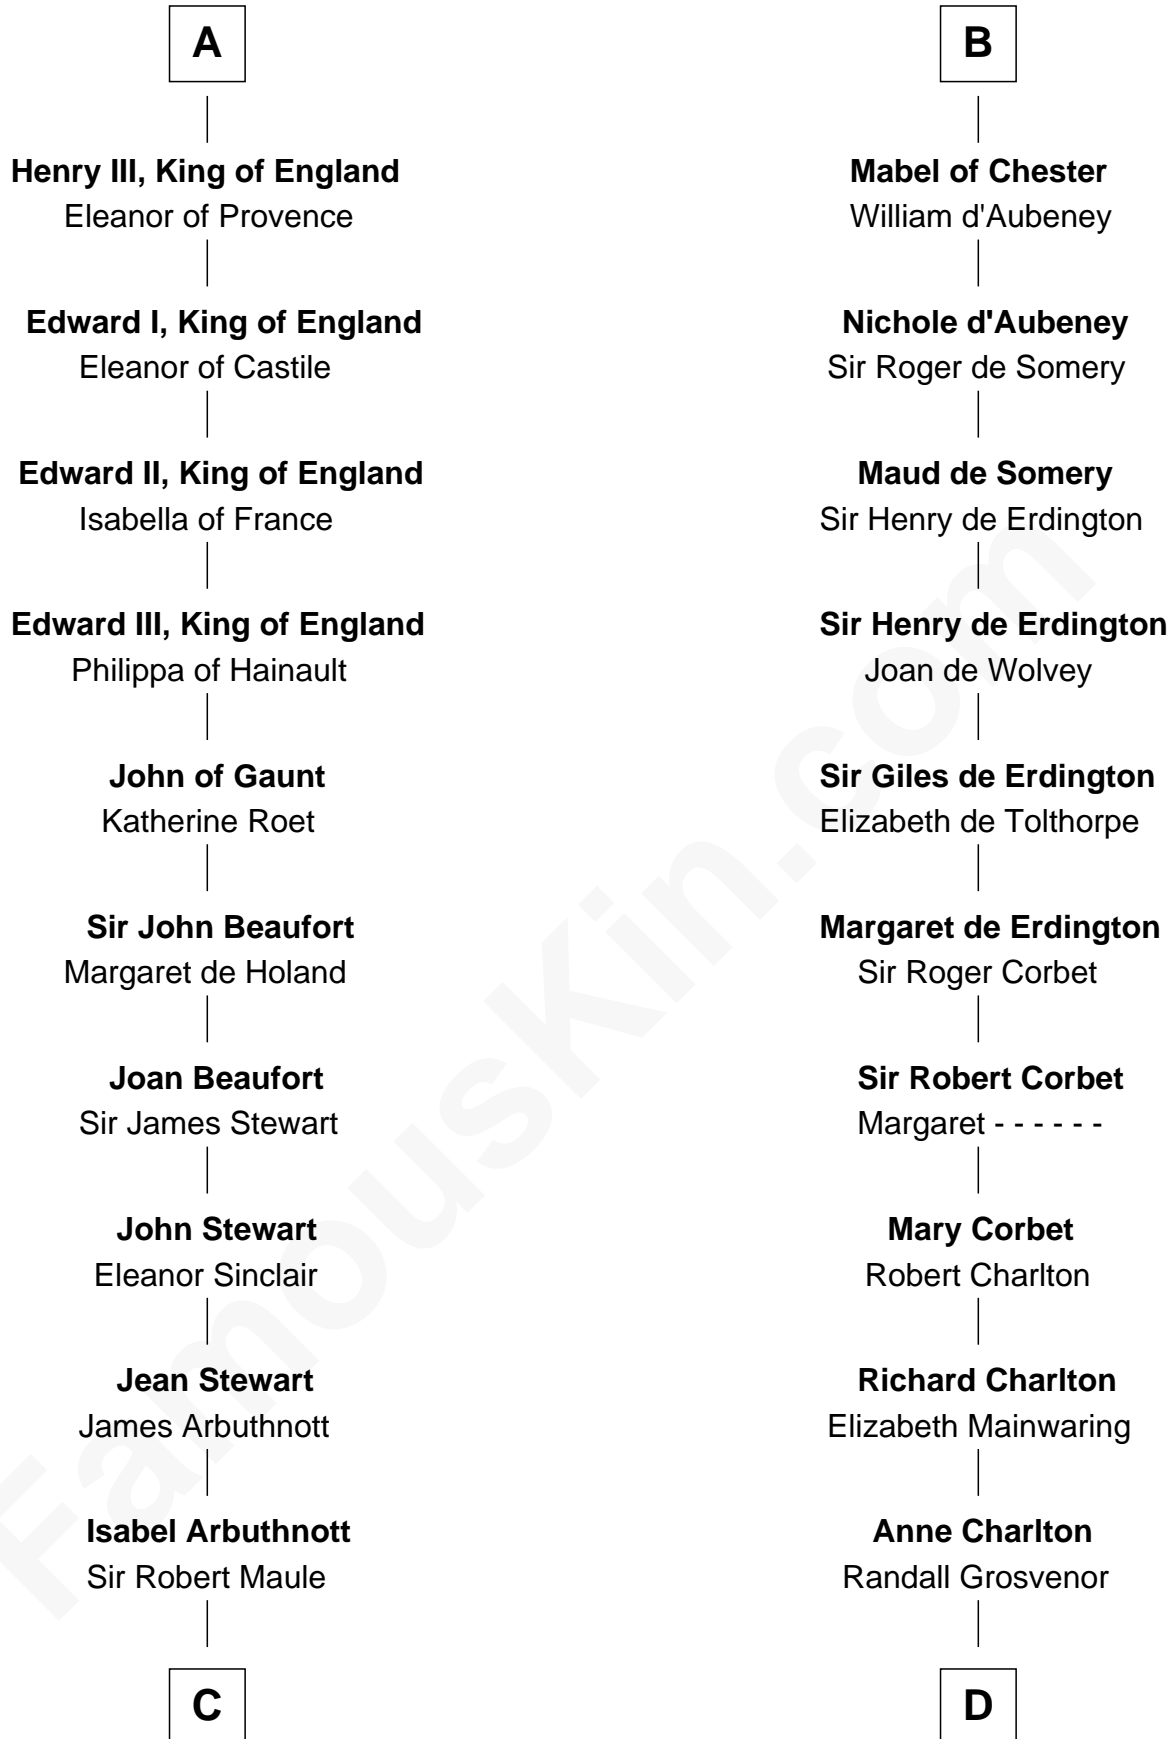 A
Henry III, King of England
Eleanor of Provence
Edward I, King of England
Eleanor of Castile
Edward II, King of England
Isabella of France
Edward III, King of England
Philippa of Hainault
John of Gaunt
Katherine Roet
Sir John Beaufort
Margaret de Holand
Joan Beaufort
Sir James Stewart
John Stewart
Eleanor Sinclair
Jean Stewart
James Arbuthnott
Isabel Arbuthnott
Sir Robert Maule
C
B
Mabel of Chester
William d'Aubeney
Nichole d'Aubeney
Sir Roger de Somery
Maud de Somery
Sir Henry de Erdington
Sir Henry de Erdington
Joan de Wolvey
Sir Giles de Erdington
Elizabeth de Tolthorpe
Margaret de Erdington
Sir Roger Corbet
Sir Robert Corbet
Margaret - - - - - -
Mary Corbet
Robert Charlton
Richard Charlton
Elizabeth Mainwaring
Anne Charlton
Randall Grosvenor
D
FamousKin.com